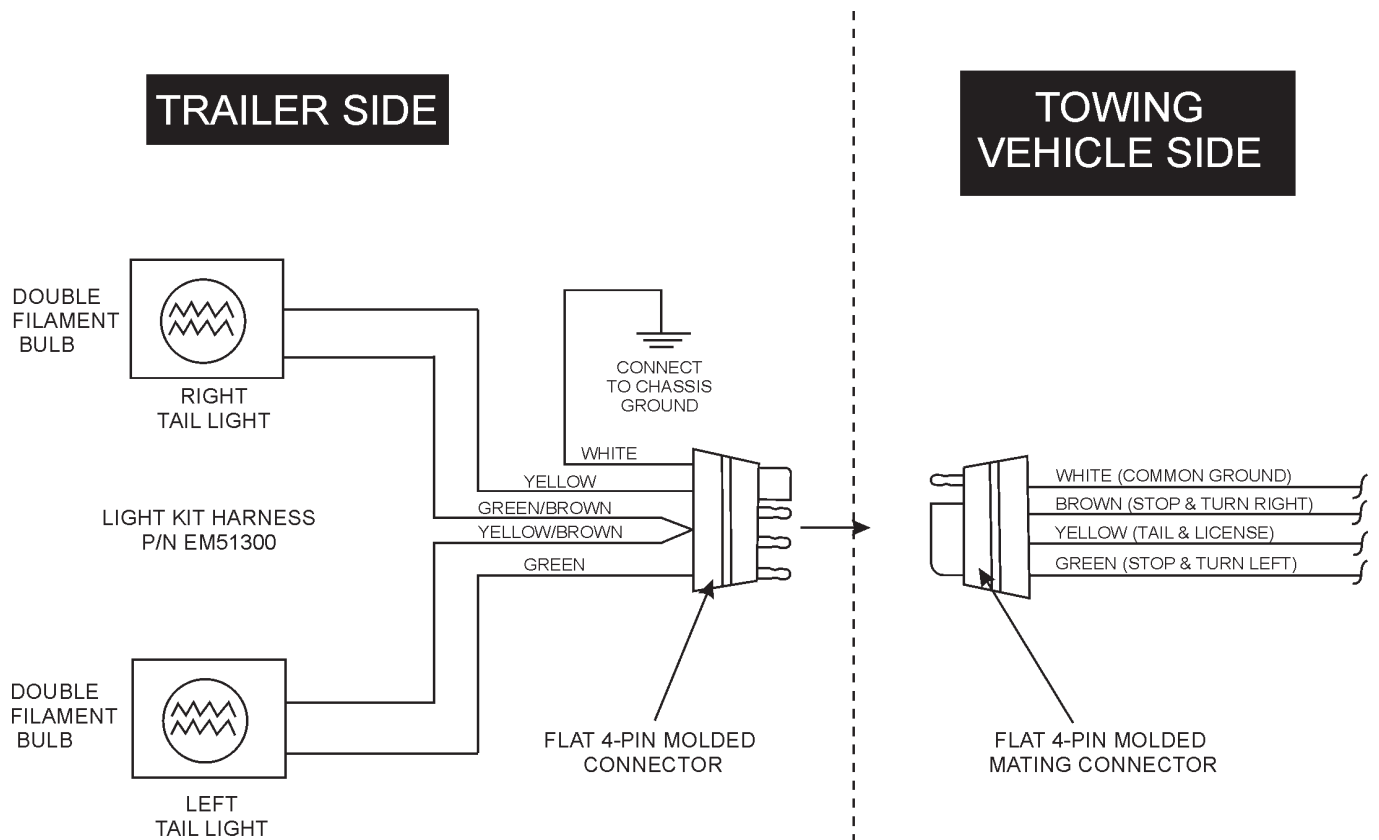 TRAILER SIDE
TOWING
VEHICLE SIDE
DOUBLE
FILAMENT
BULB
RIGHT
TAIL LIGHT
CONNECT
TO CHASSIS
GROUND
WHITE
YELLOW
GREEN/BROWN
YELLOW/BROWN
GREEN
LIGHT KIT HARNESS
P/N EM51300
WHITE (COMMON GROUND)
BROWN (STOP & TURN RIGHT)
YELLOW (TAIL & LICENSE)
GREEN (STOP & TURN LEFT)
DOUBLE
FILAMENT
BULB
LEFT
TAIL LIGHT
FLAT 4-PIN MOLDED
CONNECTOR
FLAT 4-PIN MOLDED
MATING CONNECTOR